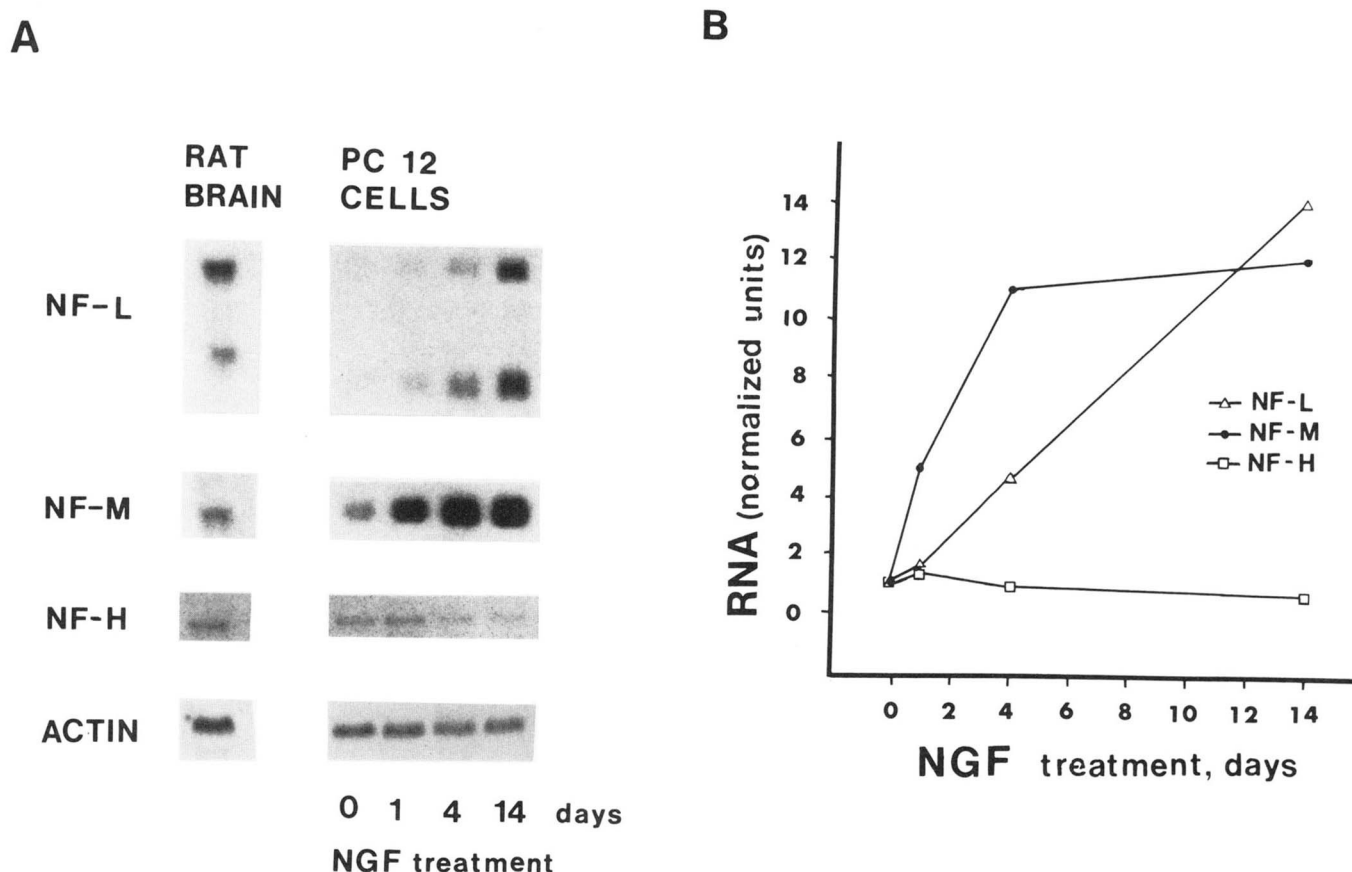 A
RAT
BRAIN
PC 12
CELLS
NF-L
NF-M
NF-H
ACTIN
0 1 4 14 days
NGF treatment
B
RNA (normalized units)
14
12
10
8
6
4
2
0
NF-L
NF-M
NF-H
0 2 4 6 8 10 12 14
NGF treatment, days